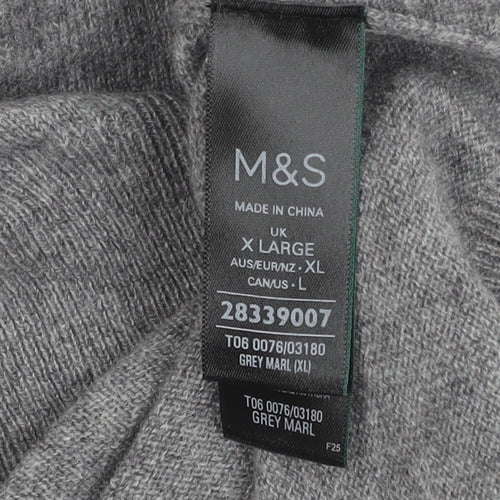 M&S
MADE IN CHINA
UK
X LARGE
AUS/EUR/NZ • XL
CAN/US • L
28339007
T06 0076/03180
GREY MARL (XL)
T06 0076/03180
GREY MARL
F25